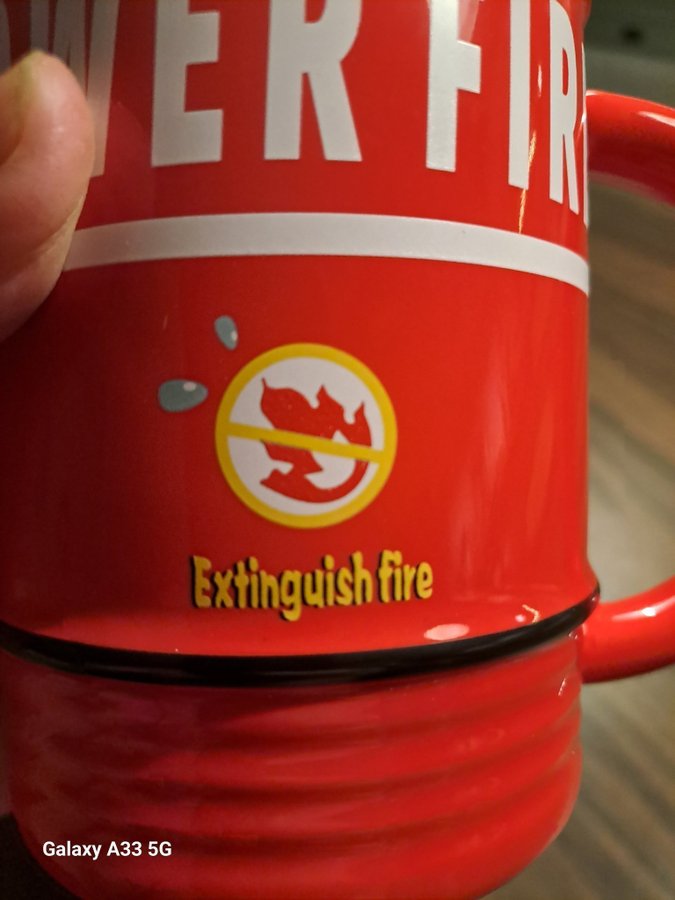 WER FIR
Extinguish fire
Galaxy A33 5G